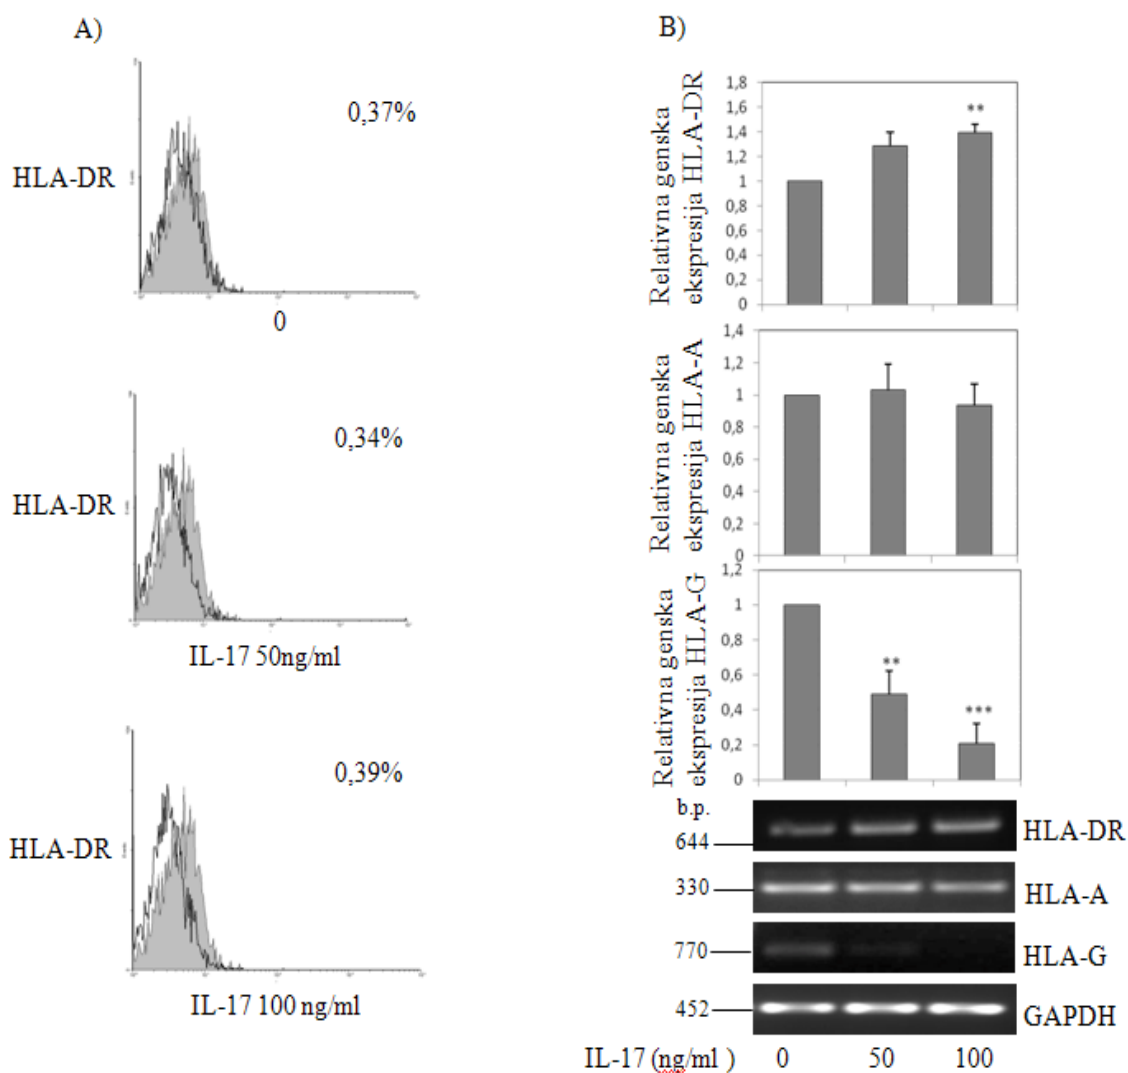 A)
0,37%
HLA-DR
0
0,34%
HLA-DR
IL-17 50ng/ml
0,39%
HLA-DR
IL-17 100 ng/ml
B)
Relativna genska
ekspresija HLA-DR
1,8
1,6
**
1,4
1,2
1
0,8
0,6
0,4
0,2
0
Relativna genska
ekspresija HLA-A
1,4
1,2
1
0,8
0,6
0,4
0,2
0
Relativna genska
ekspresija HLA-G
1,2
1
0,8
**
0,6
0,4
***
0,2
0
b.p.
644
HLA-DR
330
HLA-A
770
HLA-G
452
GAPDH
IL-17 (ng/ml ) 0 50 100